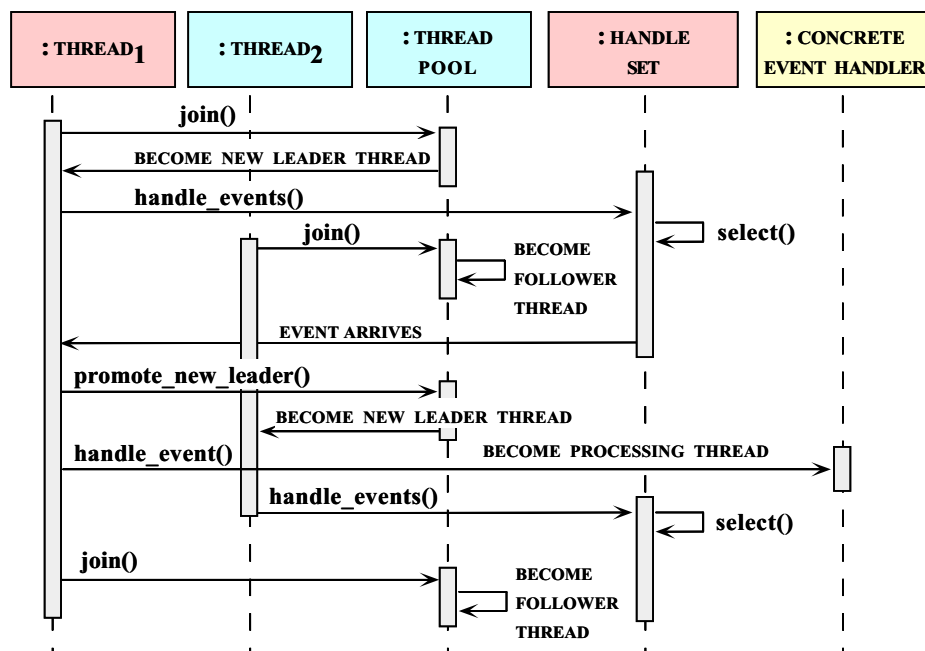 : THREAD1
: THREAD2
: THREAD
POOL
: HANDLE
SET
: CONCRETE
EVENT HANDLER
join()
BECOME NEW LEADER THREAD
handle_events()
select()
join()
BECOME
FOLLOWER
THREAD
EVENT ARRIVES
promote_new_leader()
BECOME NEW LEADER THREAD
handle_event()
BECOME PROCESSING THREAD
handle_events()
select()
join()
BECOME
FOLLOWER
THREAD